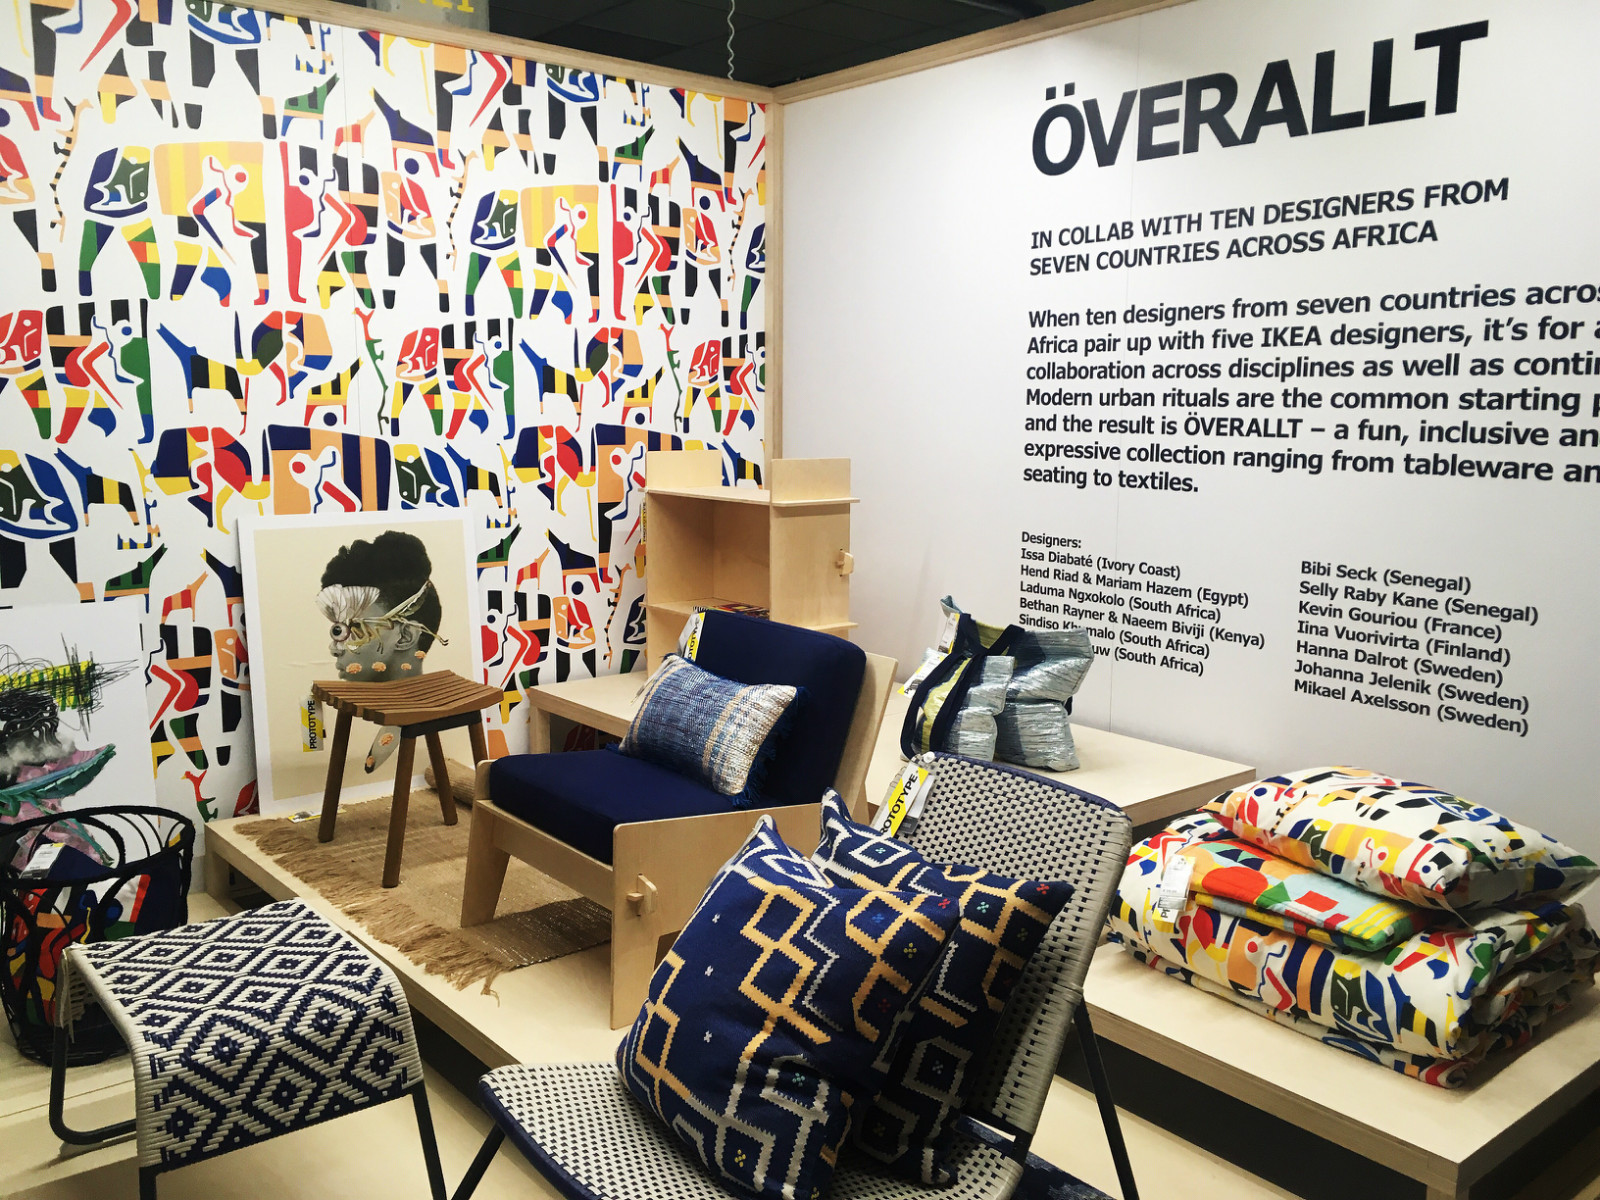 ÖVERALLT
IN COLLAB WITH TEN DESIGNERS FROM
SEVEN COUNTRIES ACROSS AFRICA
When ten designers from seven countries acros
Africa pair up with five IKEA designers, it's for a
collaboration across disciplines as well as contin
Modern urban rituals are the common starting p
and the result is ÖVERALLT – a fun, inclusive an
expressive collection ranging from tableware an
seating to textiles.
Designers:
Issa Diabaté (Ivory Coast)
Hend Riad & Mariam Hazem (Egypt)
Laduma Ngxokolo (South Africa)
Bethan Rayner & Naeem Biviji (Kenya)
Sindiso Khumalo (South Africa)
uw (South Africa)
Bibi Seck (Senegal)
Selly Raby Kane (Senegal)
Kevin Gouriou (France)
Iina Vuorivirta (Finland)
Hanna Dalrot (Sweden)
Johanna Jelenik (Sweden)
Mikael Axelsson (Sweden)
PROTOTYPE
PROTOTYPE
PROTOTYPE